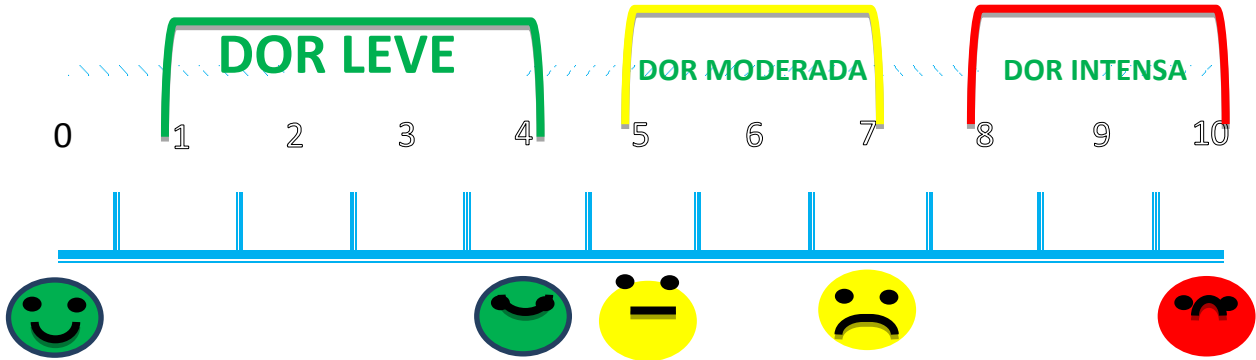 DOR LEVE
DOR MODERADA
DOR INTENSA
0 1 2 3 4 5 6 7 8 9 10